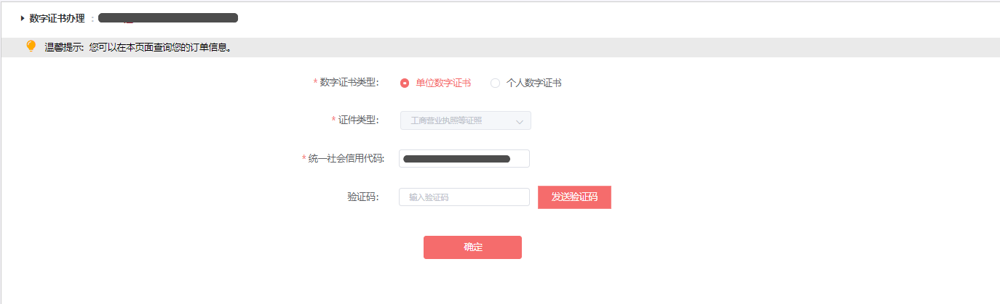 数字证书办理 :
温馨提示: 您可以在本页面查询您的订单信息。
* 数字证书类型: 单位数字证书 个人数字证书
* 证件类型: 工商营业执照等证照
* 统一社会信用代码:
验证码: 输入验证码 发送验证码
确定